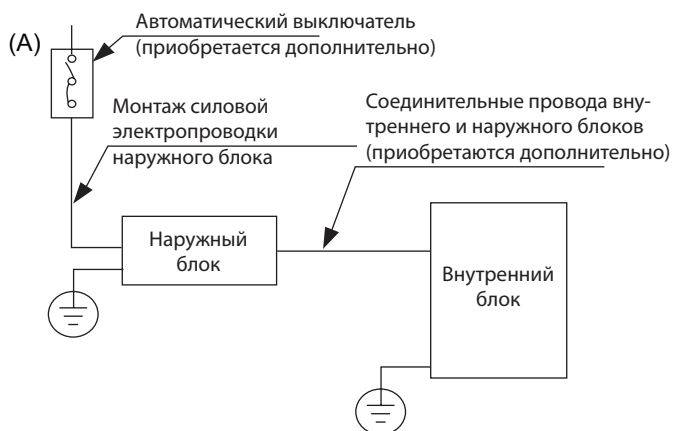 (A)
Автоматический выключатель
(приобретается дополнительно)
Монтаж силовой
электропроводки
наружного блока
Соединительные провода вну-
треннего и наружного блоков
(приобретаются дополнительно)
Наружный
блок
Внутренний
блок